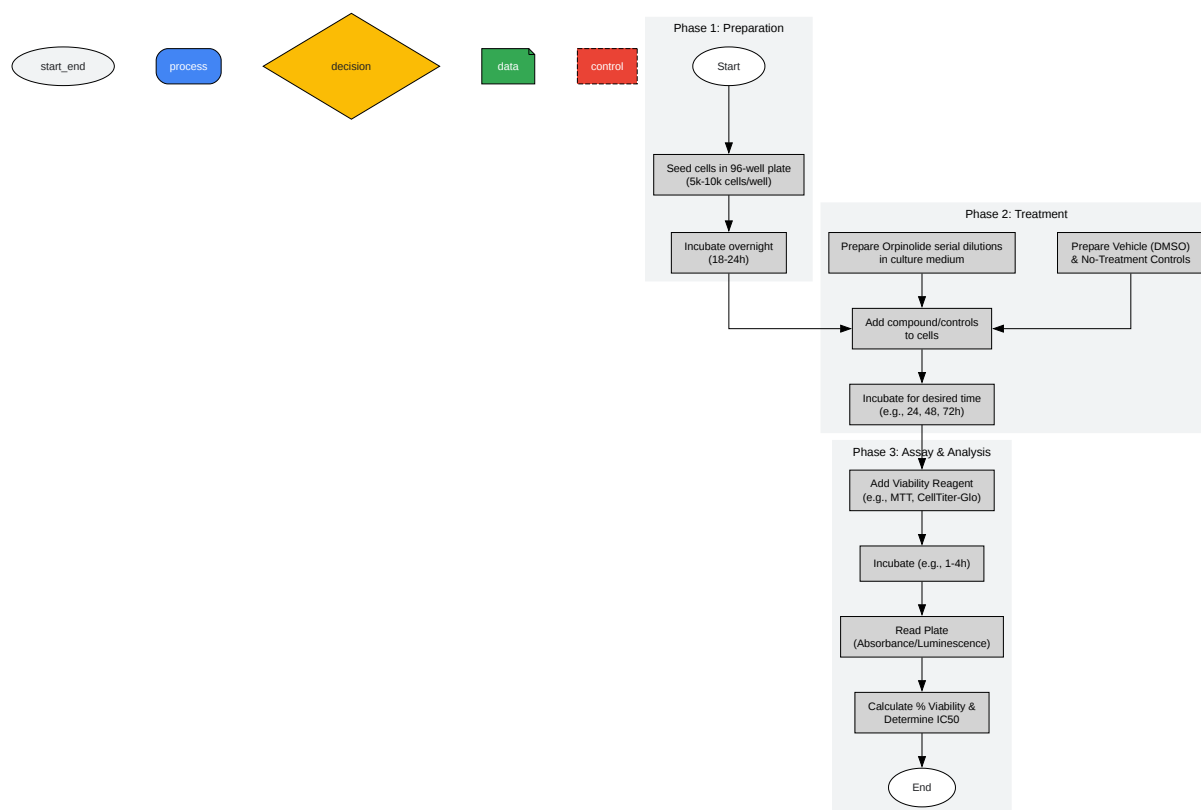 start_end
process
decision
data
control
Phase 1: Preparation
Start
Seed cells in 96-well plate
(5k-10k cells/well)
Incubate overnight
(18-24h)
Phase 2: Treatment
Prepare Orpinolide serial dilutions
in culture medium
Prepare Vehicle (DMSO)
& No-Treatment Controls
Add compound/controls
to cells
Incubate for desired time
(e.g., 24, 48, 72h)
Phase 3: Assay & Analysis
Add Viability Reagent
(e.g., MTT, CellTiter-Glo)
Incubate (e.g., 1-4h)
Read Plate
(Absorbance/Luminescence)
Calculate % Viability &
Determine IC50
End